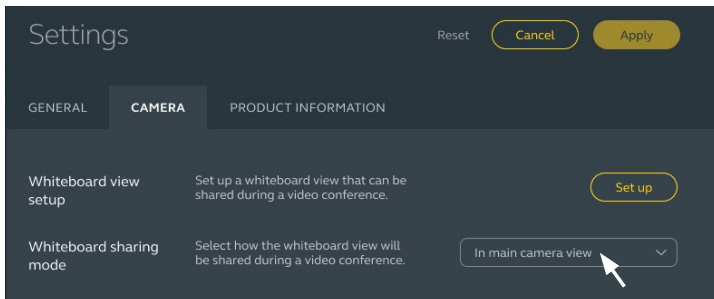 Settings
Reset
Cancel
Apply
GENERAL
CAMERA
PRODUCT INFORMATION
Whiteboard view
setup
Set up a whiteboard view that can be
shared during a video conference.
Set up
Whiteboard sharing
mode
Select how the whiteboard view will
be shared during a video conference.
In main camera view